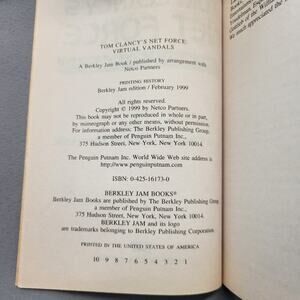 TOM CLANCY'S NET FORCE:
VIRTUAL VANDALS
A Berkley Jam Book / published by arrangement with
Netco Partners
PRINTING HISTORY
Berkley Jam edition / February 1999
All rights reserved.
Copyright © 1999 by Netco Partners.
This book may not be reproduced in whole or in part,
by mimeograph or any other means, without permission.
For information address: The Berkley Publishing Group,
a member of Penguin Putnam Inc.,
375 Hudson Street, New York, New York 10014.
The Penguin Putnam Inc. World Wide Web site address is
http://www.penguinputnam.com
ISBN: 0-425-16173-0
BERKLEY JAM BOOKS®
Berkley Jam Books are published by The Berkley Publishing Group,
a member of Penguin Putnam Inc.,
375 Hudson Street, New York, New York 10014.
BERKLEY JAM and its logo
are trademarks belonging to Berkley Publishing Corporation.
PRINTED IN THE UNITED STATES OF AMERICA
10 9 8 7 6 5 4 3 2 1
of the William
much appreciated the